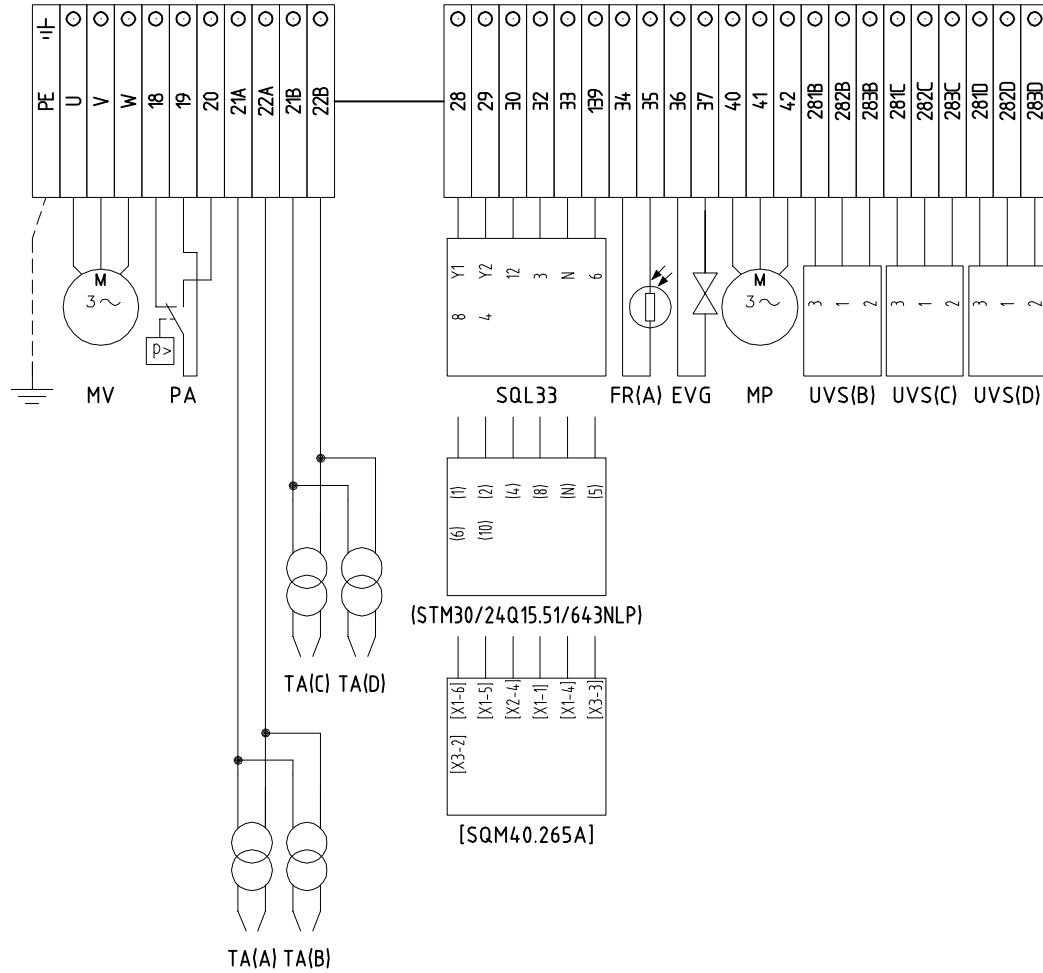 PE U V W 18 19 20 21A 22A 21B 22B 28 29 30 32 33 139 34 35 36 37 40 41 42 281B 282B 283B 281C 282C 283C 281D 282D 283D
M
3~
p>
MV
PA
Y1 Y2 12 3 N 6
8 4
SQL33
FR(A)
EVG
M
3~
MP
3 1 2
UVS(B)
3 1 2
UVS(C)
3 1 2
UVS(D)
(1) (2) (4) (8) (N) (5)
(6) (10)
(STM30/24Q15.51/643NLP)
TA(C) TA(D)
[X1-6] [X1-5] [X2-4] [X1-1] [X1-4] [X3-3]
[X3-2]
[SQM40.265A]
TA(A) TA(B)